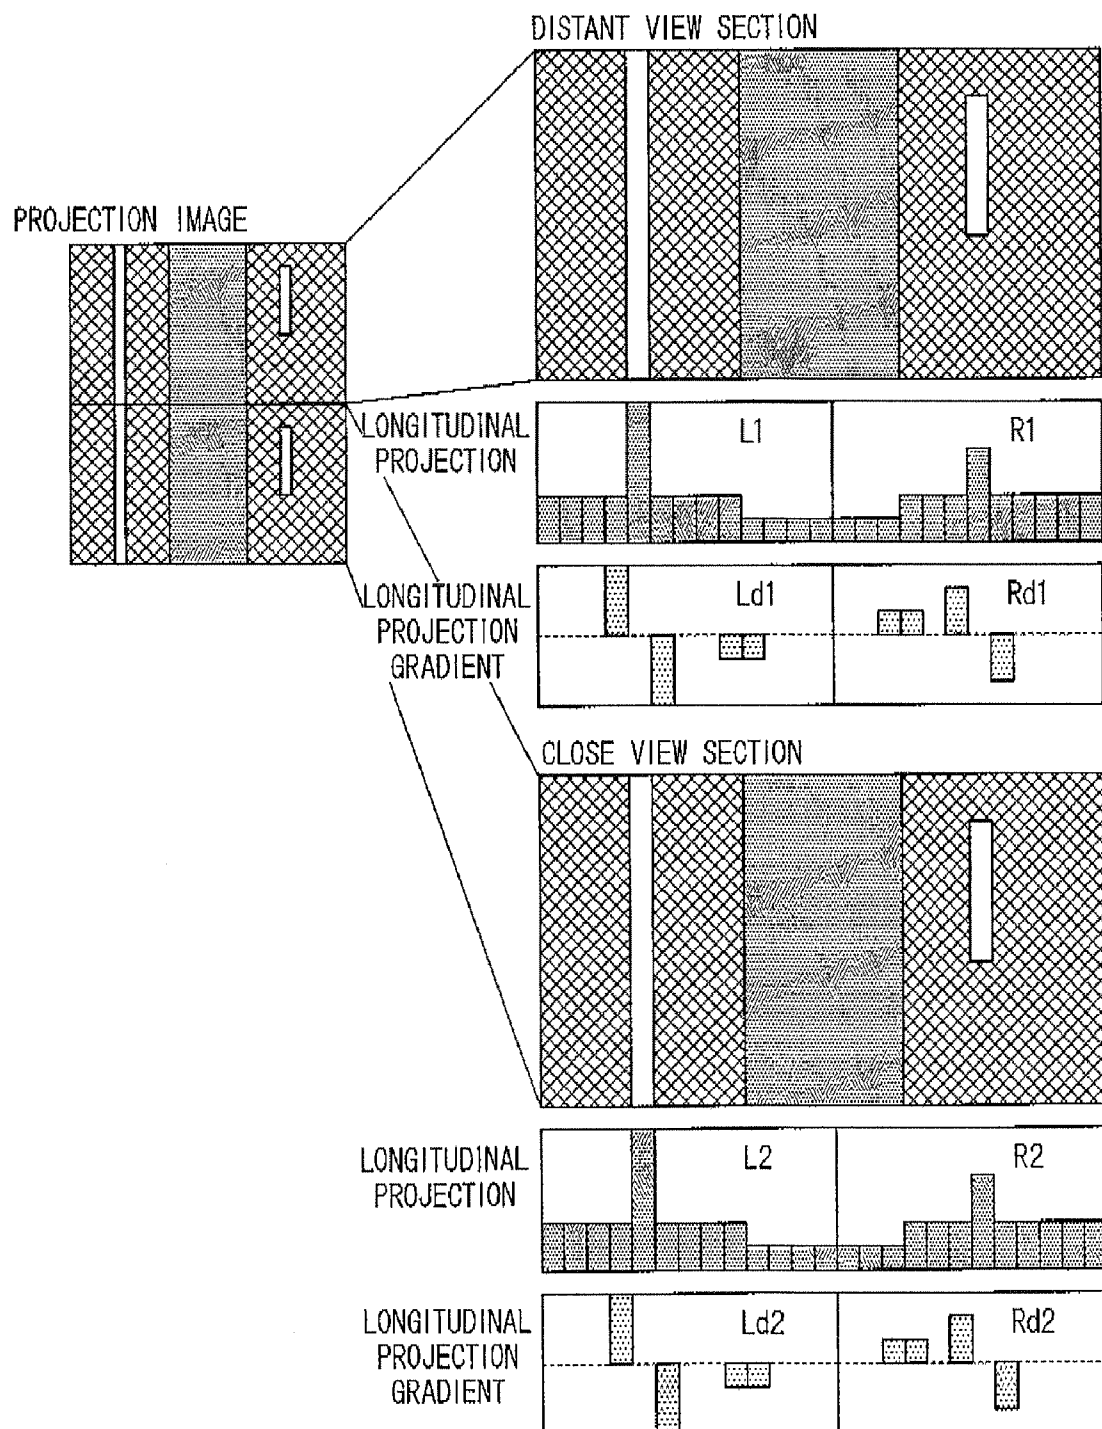 DISTANT VIEW SECTION
PROJECTION IMAGE
LONGITUDINAL
PROJECTION
L1
R1
LONGITUDINAL
PROJECTION
GRADIENT
Ld1
Rd1
CLOSE VIEW SECTION
LONGITUDINAL
PROJECTION
L2
R2
LONGITUDINAL
PROJECTION
GRADIENT
Ld2
Rd2